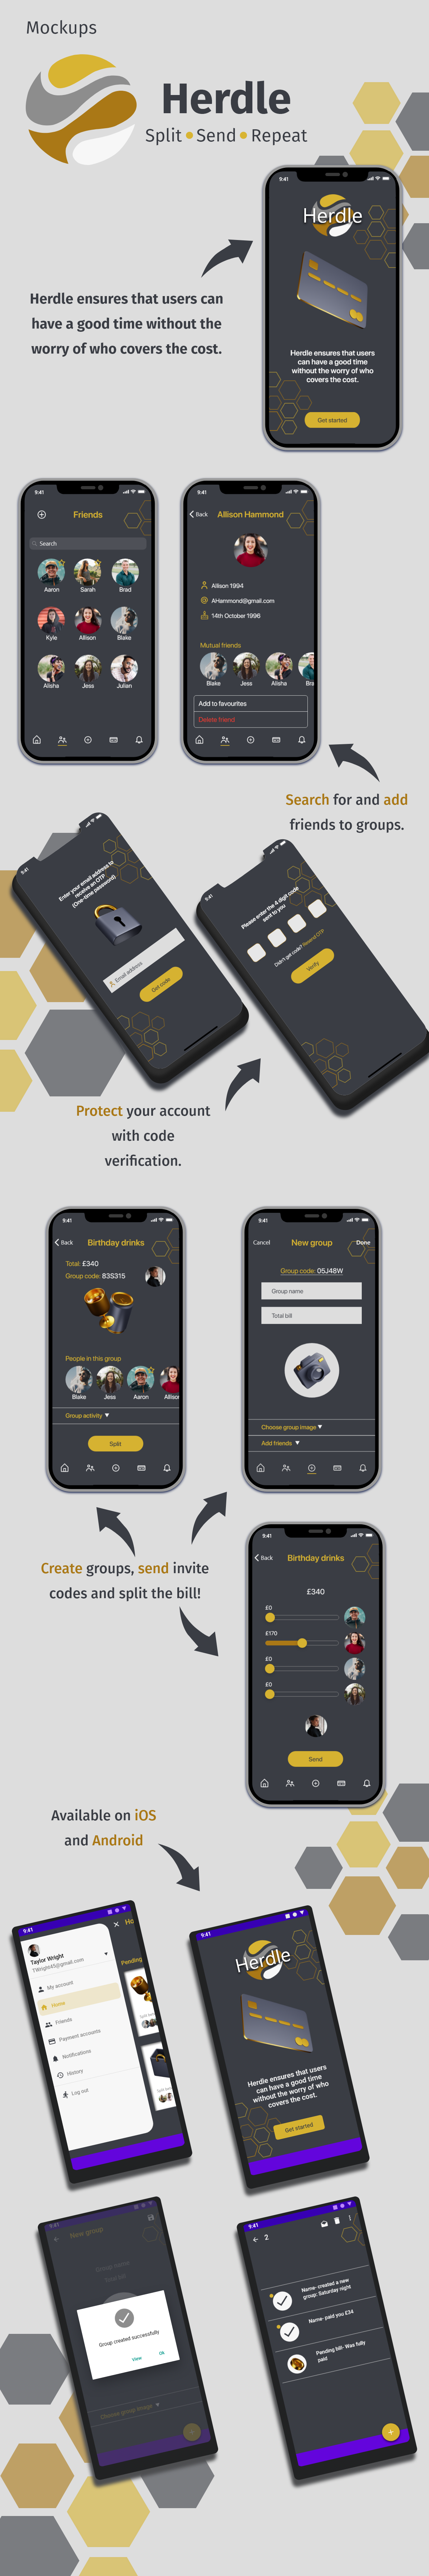 Mockups
Herdle
Split • Send • Repeat
9:41
Herdle
Herdle ensures that users
can have a good time
without the worry of who
covers the cost.
Get started
Herdle ensures that users can
have a good time without the
worry of who covers the cost.
9:41
Friends
Search
Aaron Sarah Brad
Kyle Allison Blake
Alisha Jess Julian
9:41
Back Allison Hammond
Allison 1994
AHammond@gmail.com
14th October 1996
Mutual friends
Blake Jess Alisha Bra
Add to favourites
Delete friend
Search for and add
friends to groups.
9:41
Enter your email address to
receive an OTP
(One-time password)
Email address
Get code
9:41
Please enter the 4 digit code
sent to you
Didn't get code? Resend OTP
Verify
Protect your account
with code
verification.
9:41
Back Birthday drinks
Total: £340
Group code: 83S315
People in this group
Blake Jess Aaron Allison
Group activity
Split
9:41
Cancel New group Done
Group code: 05J48W
Group name
Total bill
Choose group image
Add friends
Create groups, send invite
codes and split the bill!
9:41
Back Birthday drinks
£340
£0
£170
£0
£0
Send
Available on iOS
and Android
9:41
Taylor Wright
TWright45@gmail.com
My account
Home
Friends
Payment accounts
Notifications
History
Log out
Ho
Pending
9:41
Herdle
Herdle ensures that users
can have a good time
without the worry of who
covers the cost.
Get started
9:41
New group
Group name
Total bill
Group created successfully
View Ok
Choose group image
9:41
2
Name- created a new
group: Saturday night
Name- paid you £34
Pending bill- Was fully
paid